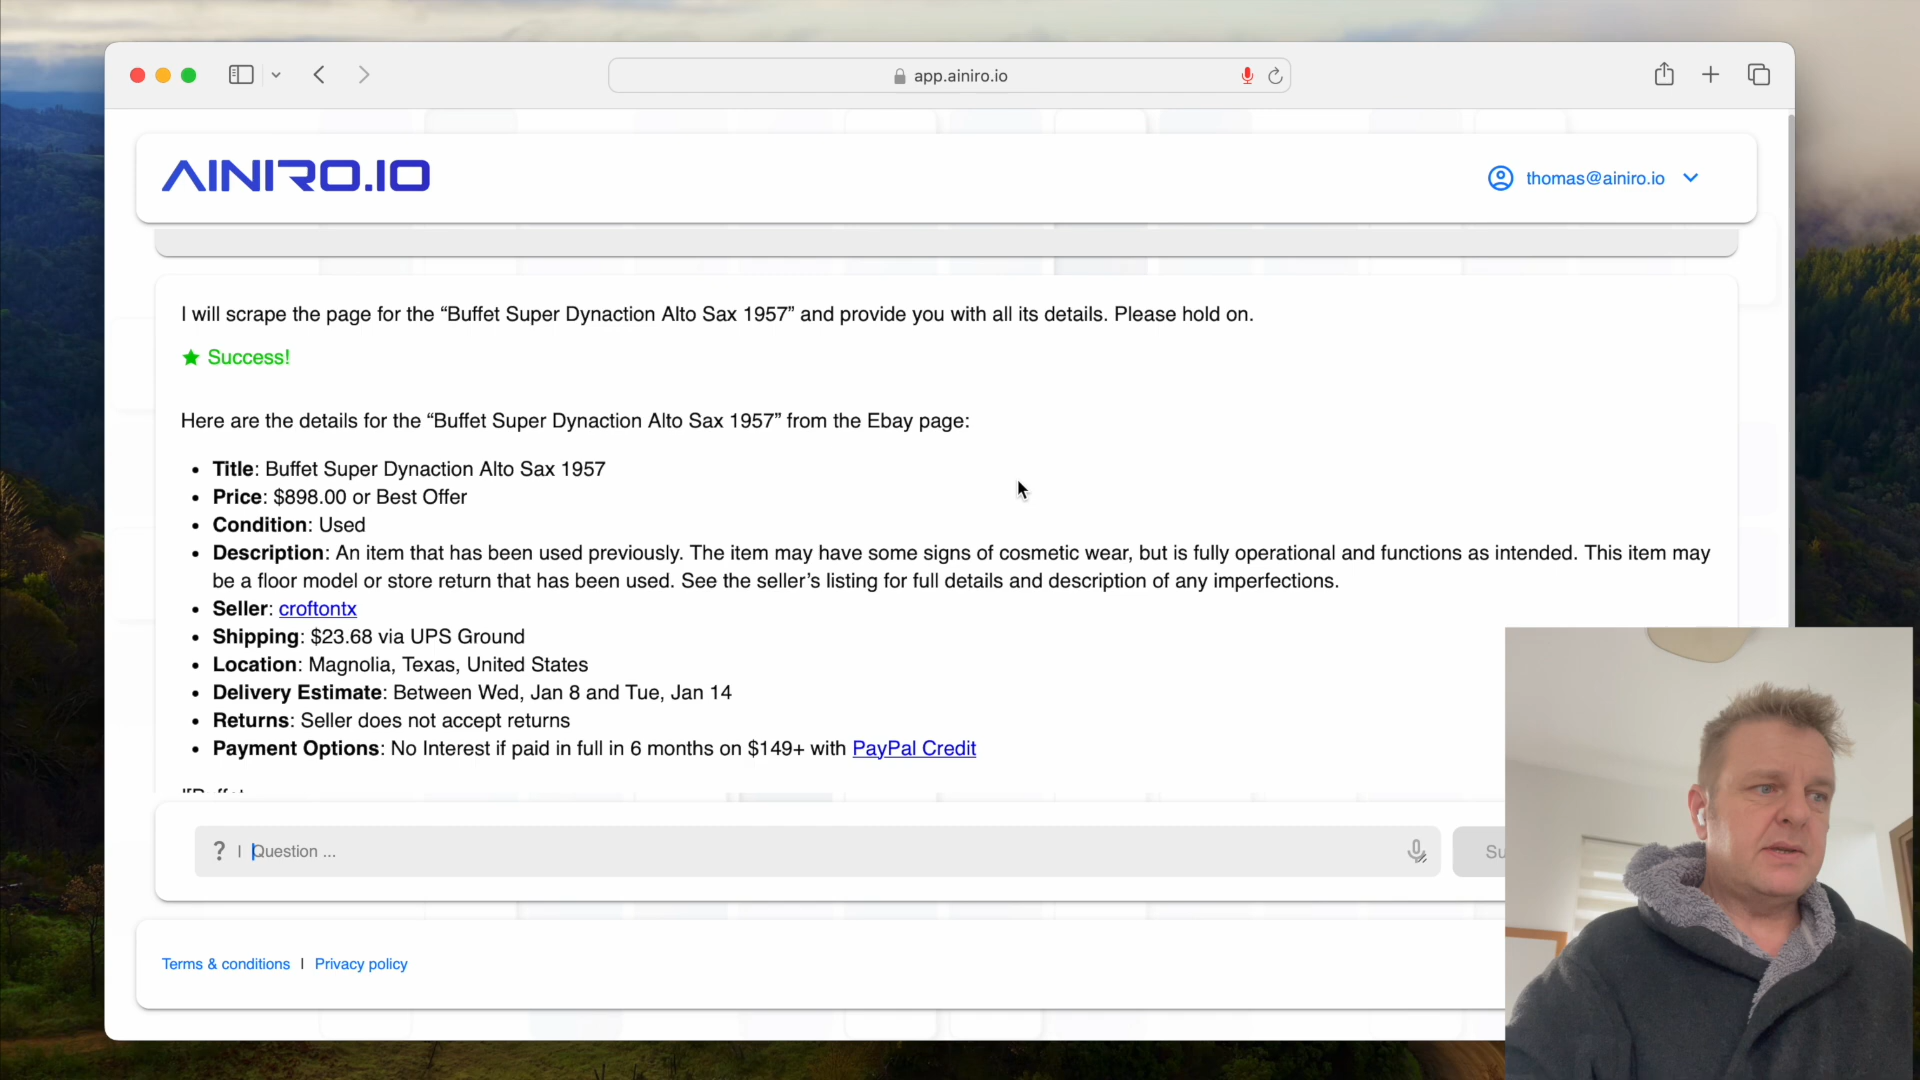 app.ainiro.io
AINIRO.IO
thomas@ainiro.io
I will scrape the page for the “Buffet Super Dynaction Alto Sax 1957” and provide you with all its details. Please hold on.
★ Success!
Here are the details for the “Buffet Super Dynaction Alto Sax 1957” from the Ebay page:
• Title: Buffet Super Dynaction Alto Sax 1957
• Price: $898.00 or Best Offer
• Condition: Used
• Description: An item that has been used previously. The item may have some signs of cosmetic wear, but is fully operational and functions as intended. This item may
be a floor model or store return that has been used. See the seller’s listing for full details and description of any imperfections.
• Seller: croftontx
• Shipping: $23.68 via UPS Ground
• Location: Magnolia, Texas, United States
• Delivery Estimate: Between Wed, Jan 8 and Tue, Jan 14
• Returns: Seller does not accept returns
• Payment Options: No Interest if paid in full in 6 months on $149+ with PayPal Credit
? | Question ...
Su
Terms & conditions | Privacy policy